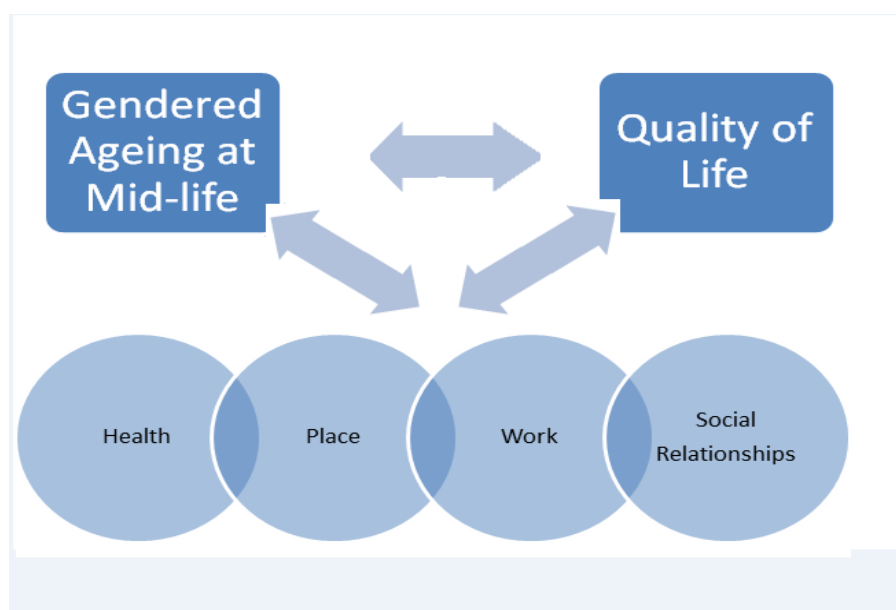 Gendered
Ageing at
Mid-life
Quality of
Life
Health
Place
Work
Social
Relationships